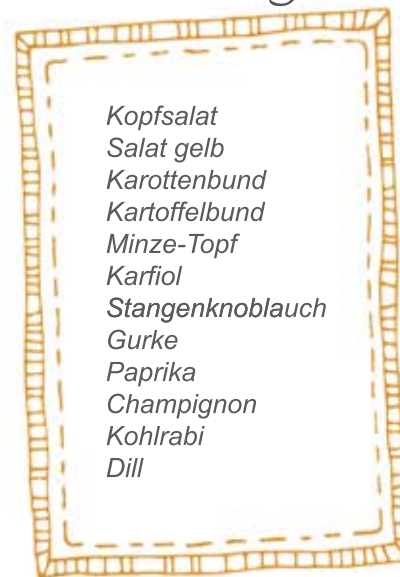 Kopfsalat
Salat gelb
Karottenbund
Kartoffelbund
Minze-Topf
Karfiol
Stangenknoblauch
Gurke
Paprika
Champignon
Kohlrabi
Dill